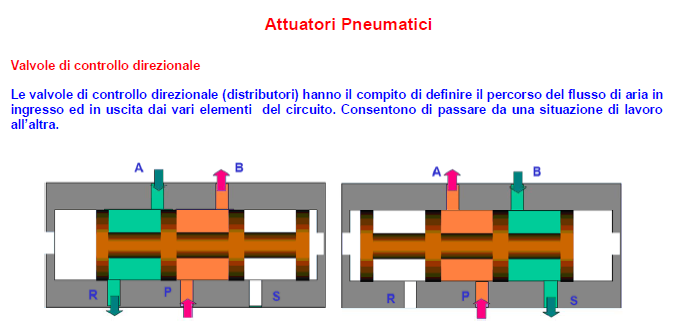 Attuatori Pneumatici
Valvole di controllo direzionale
Le valvole di controllo direzionale (distributori) hanno il compito di definire il percorso del flusso di aria in
ingresso ed in uscita dai vari elementi del circuito. Consentono di passare da una situazione di lavoro
all'altra.
A B
A B
R P S
R P S